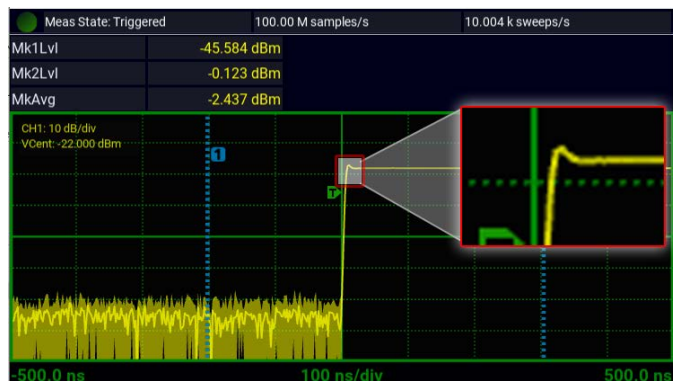 Meas State: Triggered 100.00 M samples/s 10.004 k sweeps/s
Mk1Lvl -45.584 dBm
Mk2Lvl -0.123 dBm
MkAvg -2.437 dBm
CH1: 10 dB/div
VCent: -22.000 dBm
1
T
-500.0 ns 100 ns/div 500.0 ns